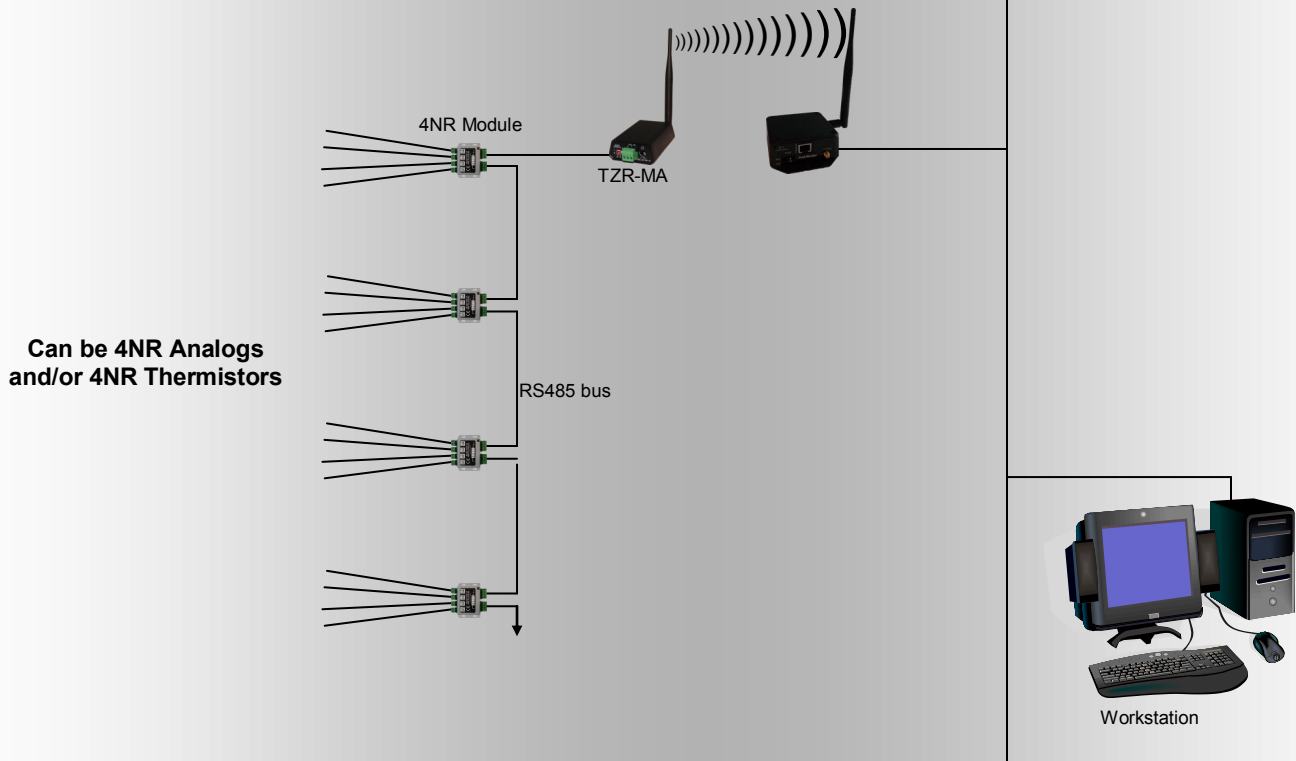 4NR Module
TZR-MA
Can be 4NR Analogs
and/or 4NR Thermistors
RS485 bus
Workstation